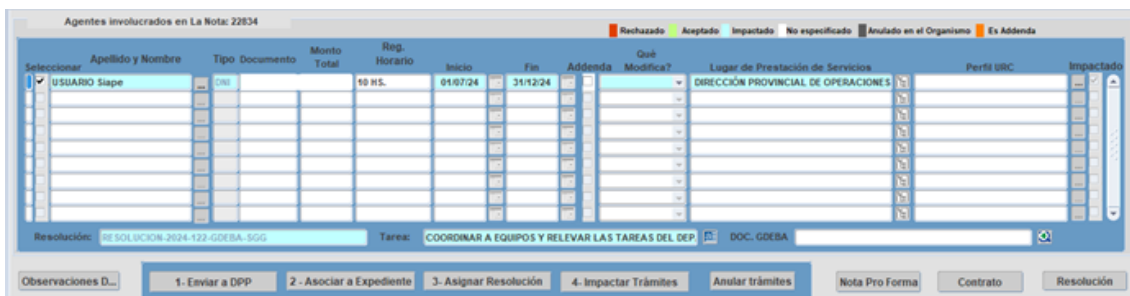 Agentes involucrados en La Nota: 22834
Rechazado Aceptado Impactado No especificado Anulado en el Organismo Es Addenda
Seleccionar Apellido y Nombre Tipo Documento Monto Total Reg. Horario Inicio Fin Addenda Qué Modifica? Lugar de Prestación de Servicios Perfil URC Impactado
USUARIO Siape ... DNI 10 HS. 01/07/24 31/12/24 DIRECCIÓN PROVINCIAL DE OPERACIONES ...
Resolución: RESOLUCION-2024-122-GDEBA-SGG Tarea: COORDINAR A EQUIPOS Y RELEVAR LAS TAREAS DEL DEP. DOC. GDEBA
Observaciones D... 1- Enviar a DPP 2 - Asociar a Expediente 3- Asignar Resolución 4- Impactar Trámites Anular trámites Nota Pro Forma Contrato Resolución